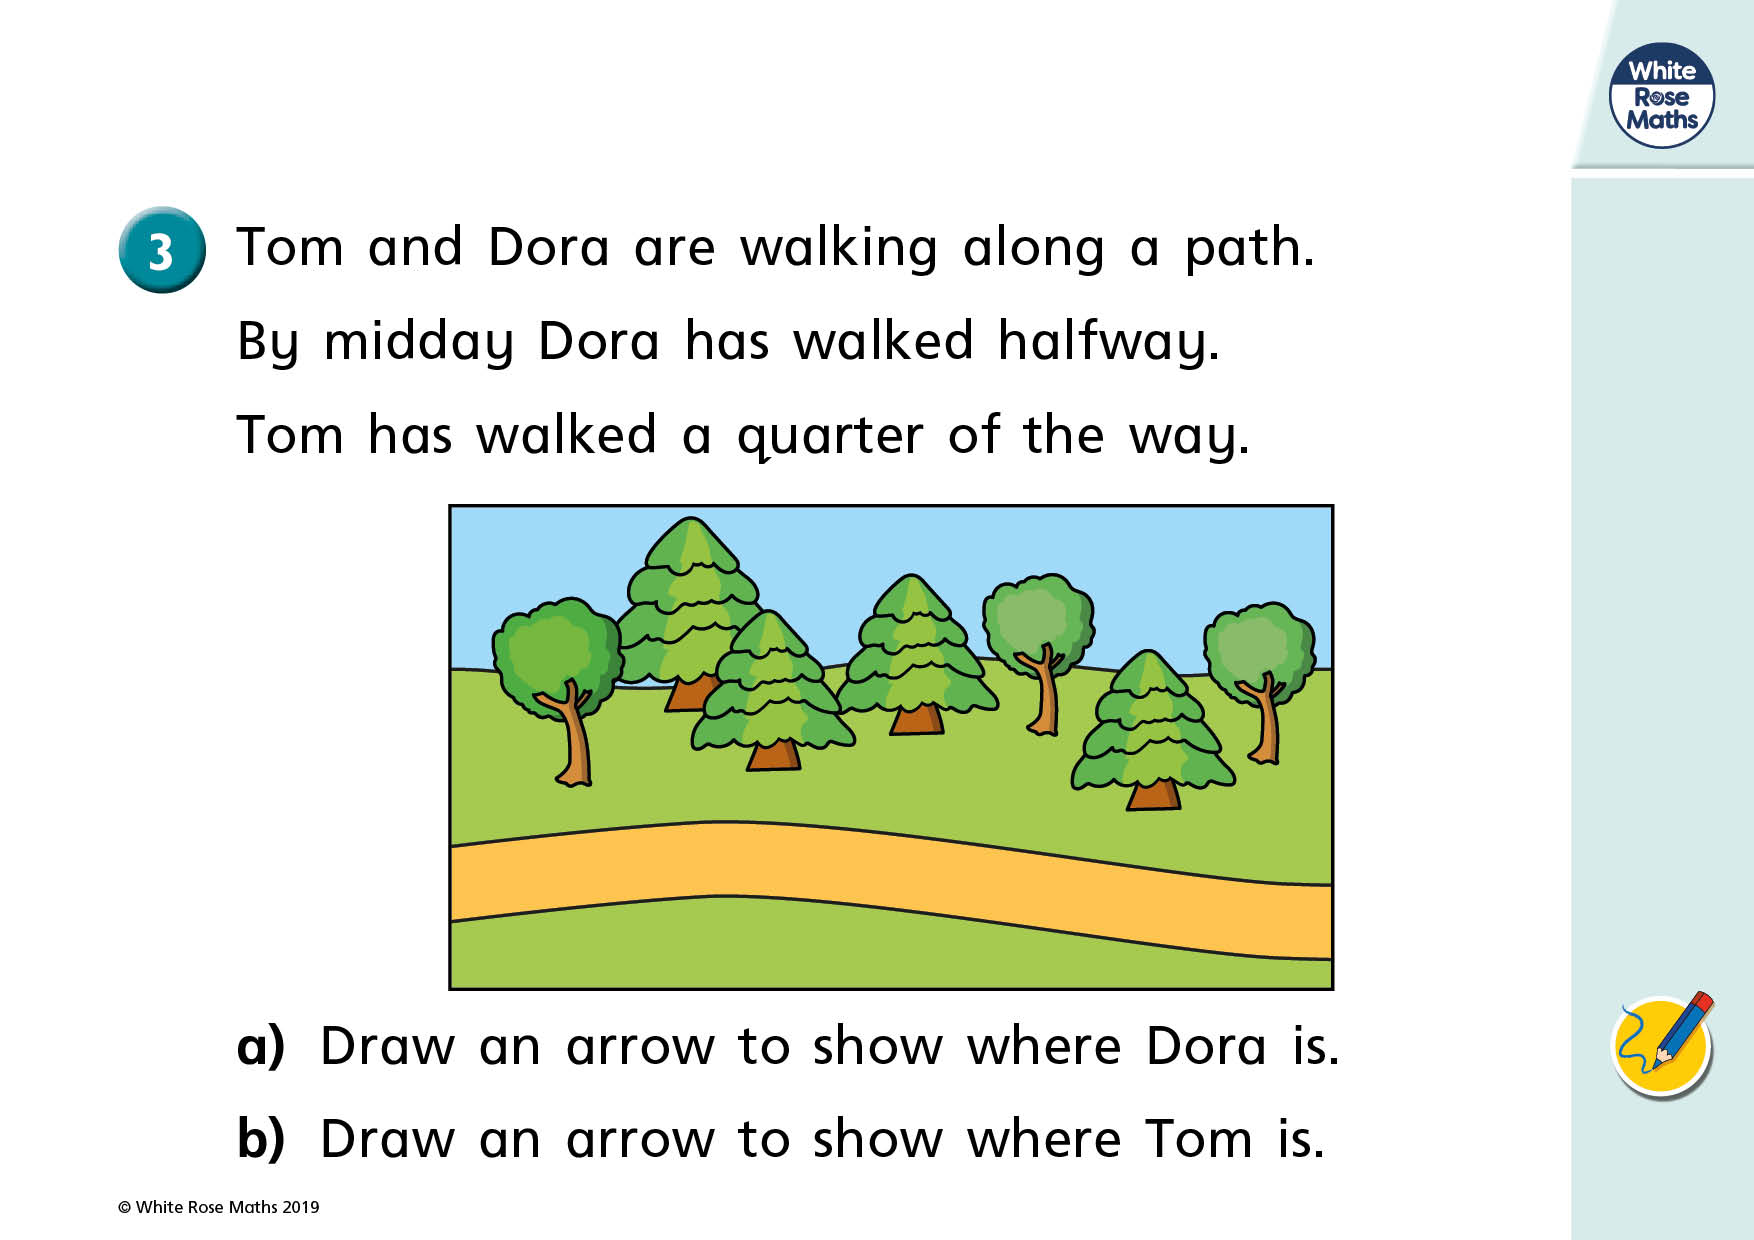 White
Rose
Maths
3 Tom and Dora are walking along a path.
By midday Dora has walked halfway.
Tom has walked a quarter of the way.
a) Draw an arrow to show where Dora is.
b) Draw an arrow to show where Tom is.
© White Rose Maths 2019